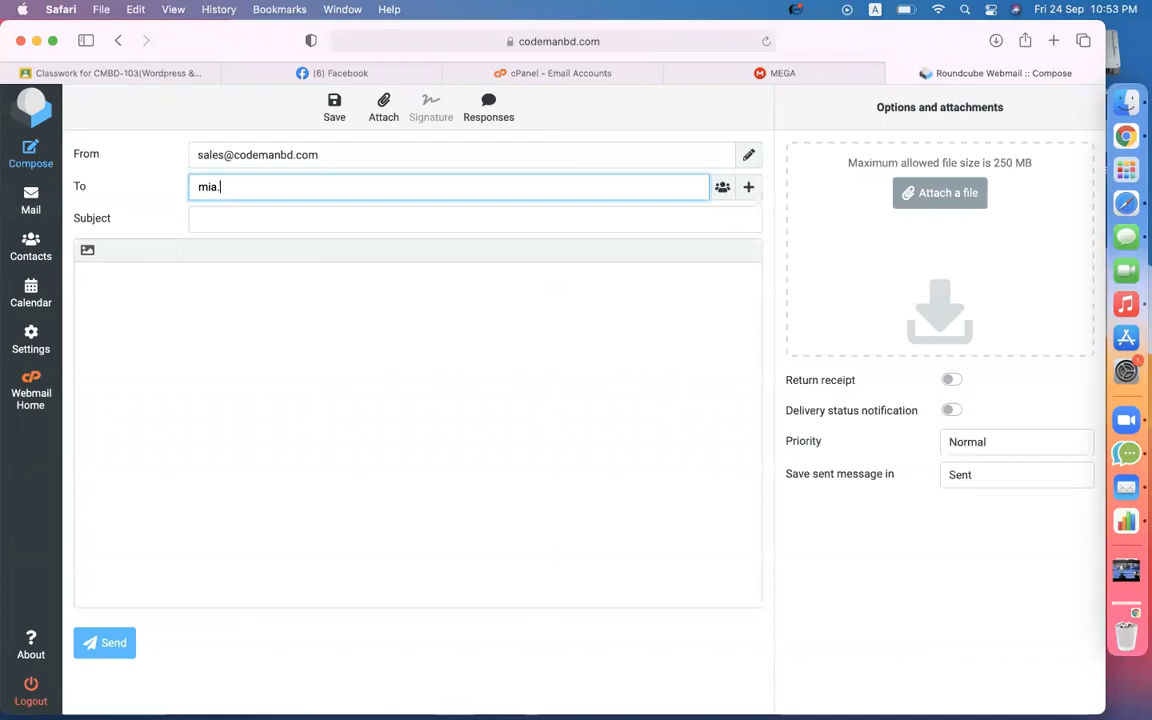 Safari File Edit View History Bookmarks Window Help
A
Fri 24 Sep 10:53 PM
codemanbd.com
Classwork for CMBD-103(Wordpress &...
(6) Facebook
cPanel - Email Accounts
MEGA
Roundcube Webmail :: Compose
Compose
Mail
Contacts
Calendar
Settings
cP
Webmail
Home
?
About
Logout
Save
Attach
Signature
Responses
From
sales@codemanbd.com
To
mia.
Subject
Send
Options and attachments
Maximum allowed file size is 250 MB
Attach a file
Return receipt
Delivery status notification
Priority
Normal
Save sent message in
Sent
1